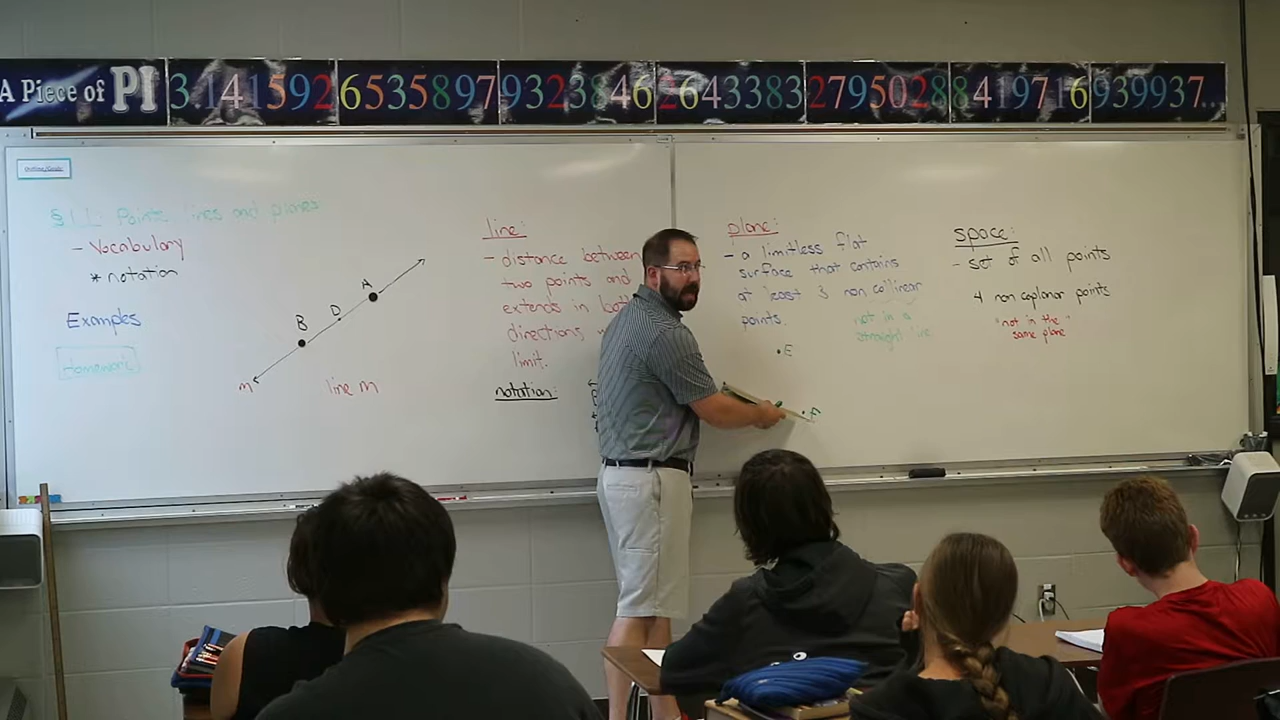 A Piece of PI 3.141592653589793238462643383279502884197169399937...
Outline/Goals:
§1.1: Points lines and planes
- Vocabulary
* notation
Examples
Homework
A
D
B
m
line m
line:
- distance between
two points and
extends in both
directions
limit.
notation:
plane:
- a limitless flat
surface that contains
at least 3 non collinear
points.
not in a
straight line
E
F
space:
- set of all points
4 non coplanar points
"not in the"
same plane